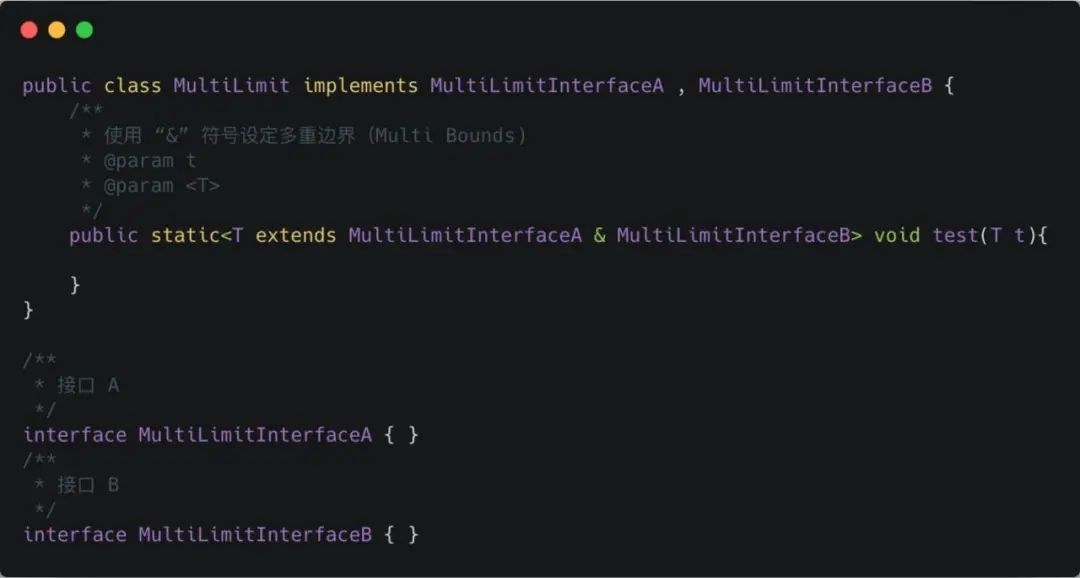 public class MultiLimit implements MultiLimitInterfaceA , MultiLimitInterfaceB {
    /**
     * 使用 “&” 符号设定多重边界（Multi Bounds)
     * @param t
     * @param <T>
     */
    public static<T extends MultiLimitInterfaceA & MultiLimitInterfaceB> void test(T t){

    }
}

/**
 * 接口 A
 */
interface MultiLimitInterfaceA { }
/**
 * 接口 B
 */
interface MultiLimitInterfaceB { }